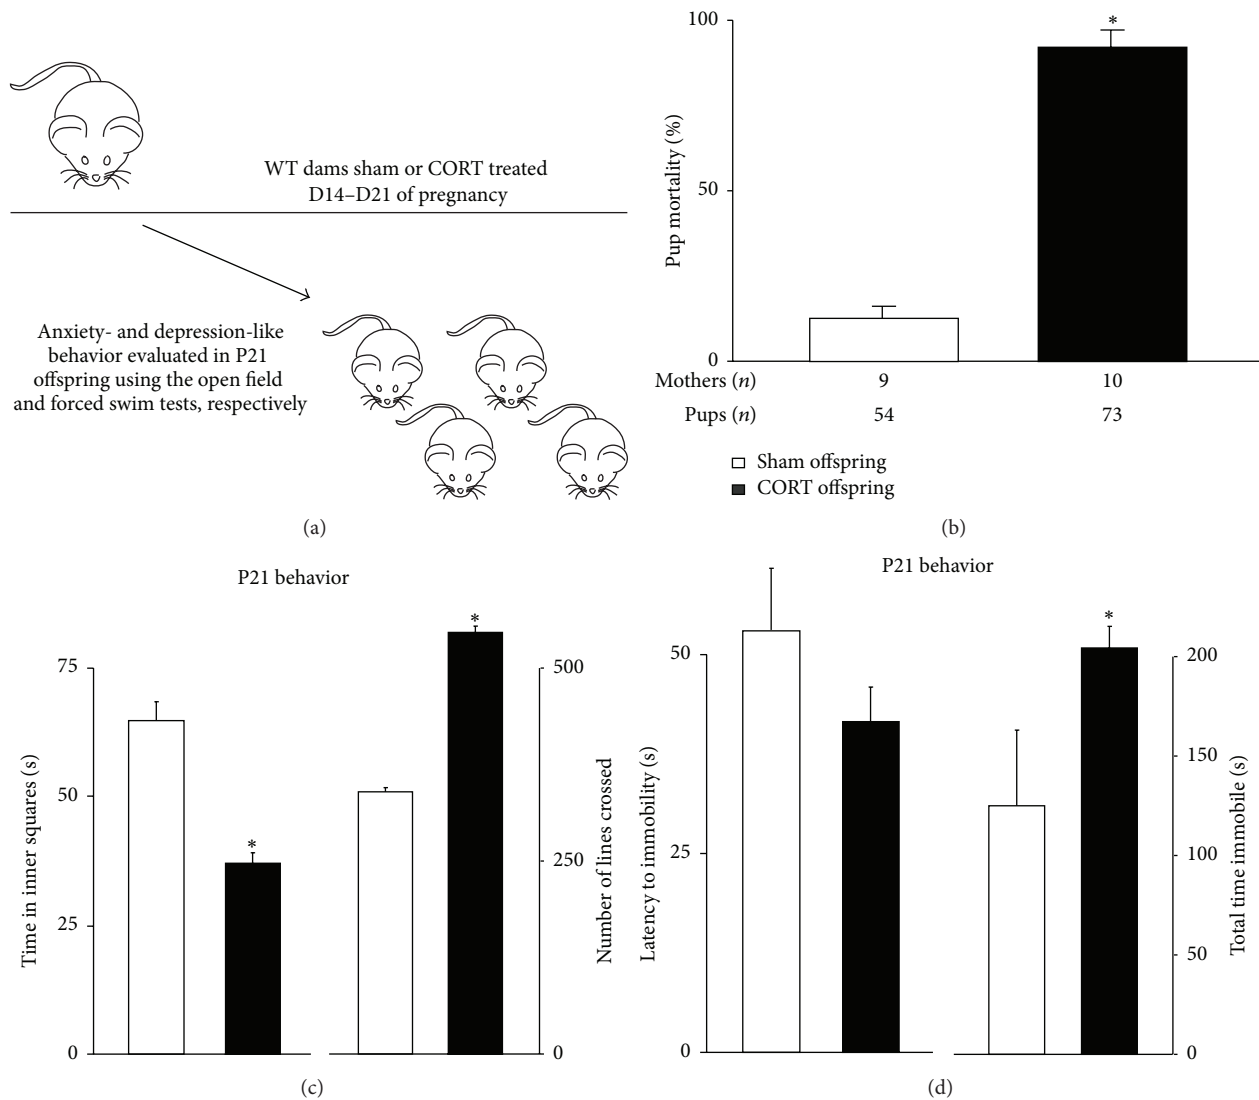 WT dams sham or CORT treated
D14–D21 of pregnancy
Anxiety- and depression-like
behavior evaluated in P21
offspring using the open field
and forced swim tests, respectively
(a)
100
50
0
Pup mortality (%)
*
Mothers (n) 9 10
Pups (n) 54 73
Sham offspring
CORT offspring
(b)
P21 behavior
75
50
25
0
Time in inner squares (s)
*
*
500
250
0
Number of lines crossed
(c)
P21 behavior
50
25
0
Latency to immobility (s)
*
200
150
100
50
0
Total time immobile (s)
(d)